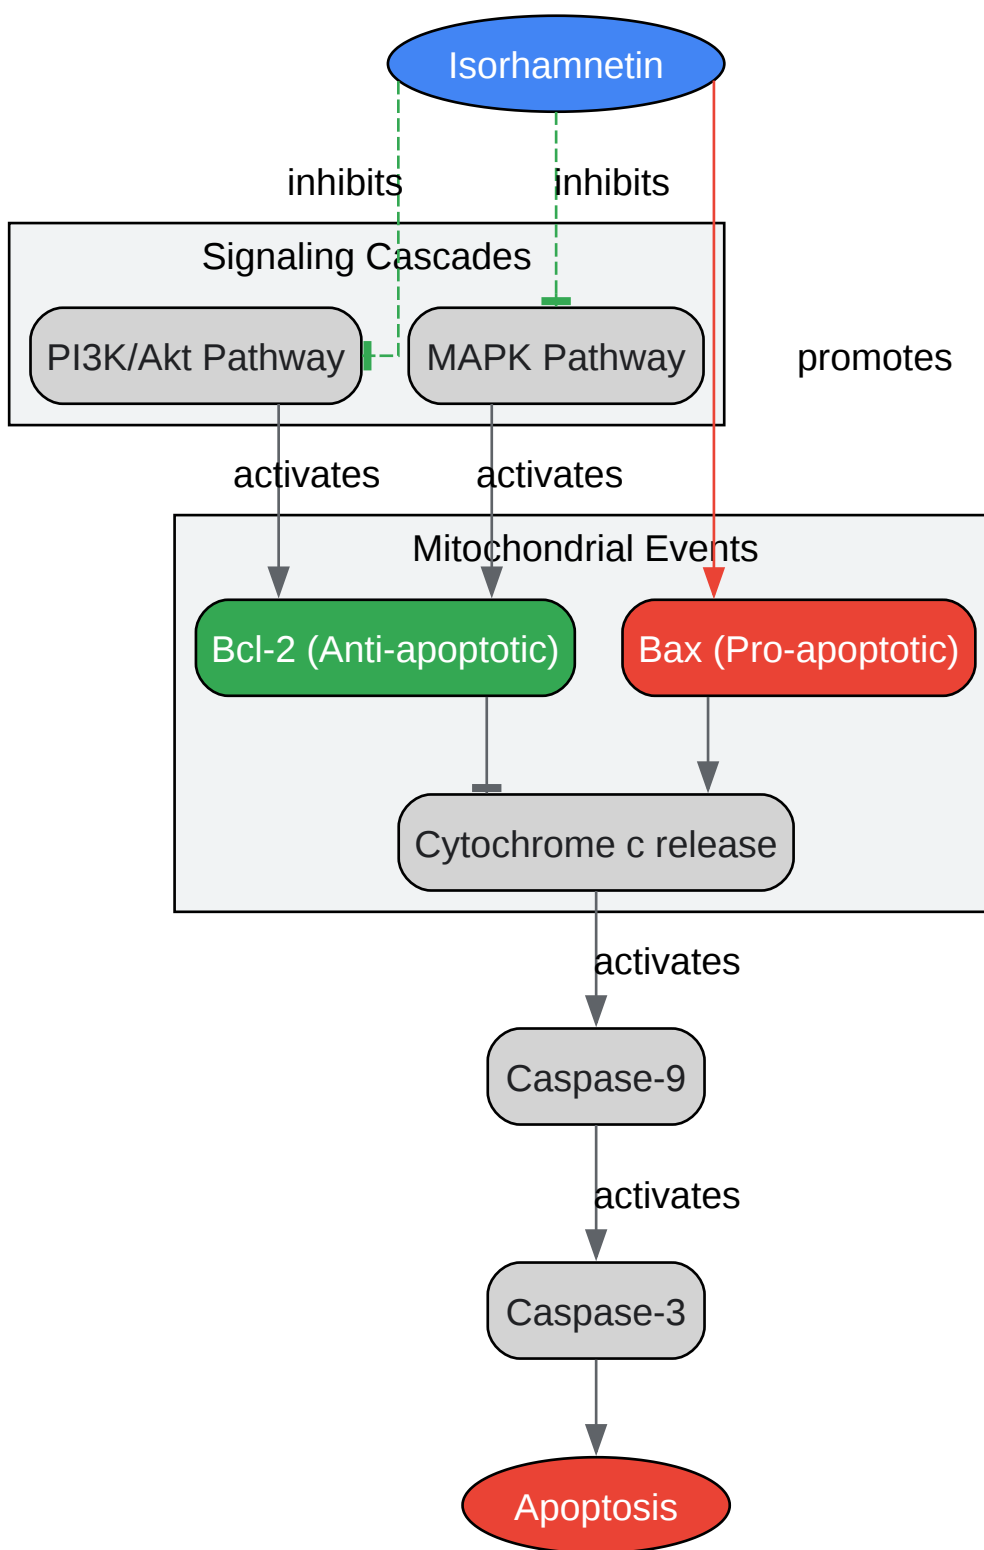 Isorhamnetin
inhibits
inhibits
Signaling Cascades
PI3K/Akt Pathway
MAPK Pathway
promotes
activates
activates
Mitochondrial Events
Bcl-2 (Anti-apoptotic)
Bax (Pro-apoptotic)
Cytochrome c release
activates
Caspase-9
activates
Caspase-3
Apoptosis